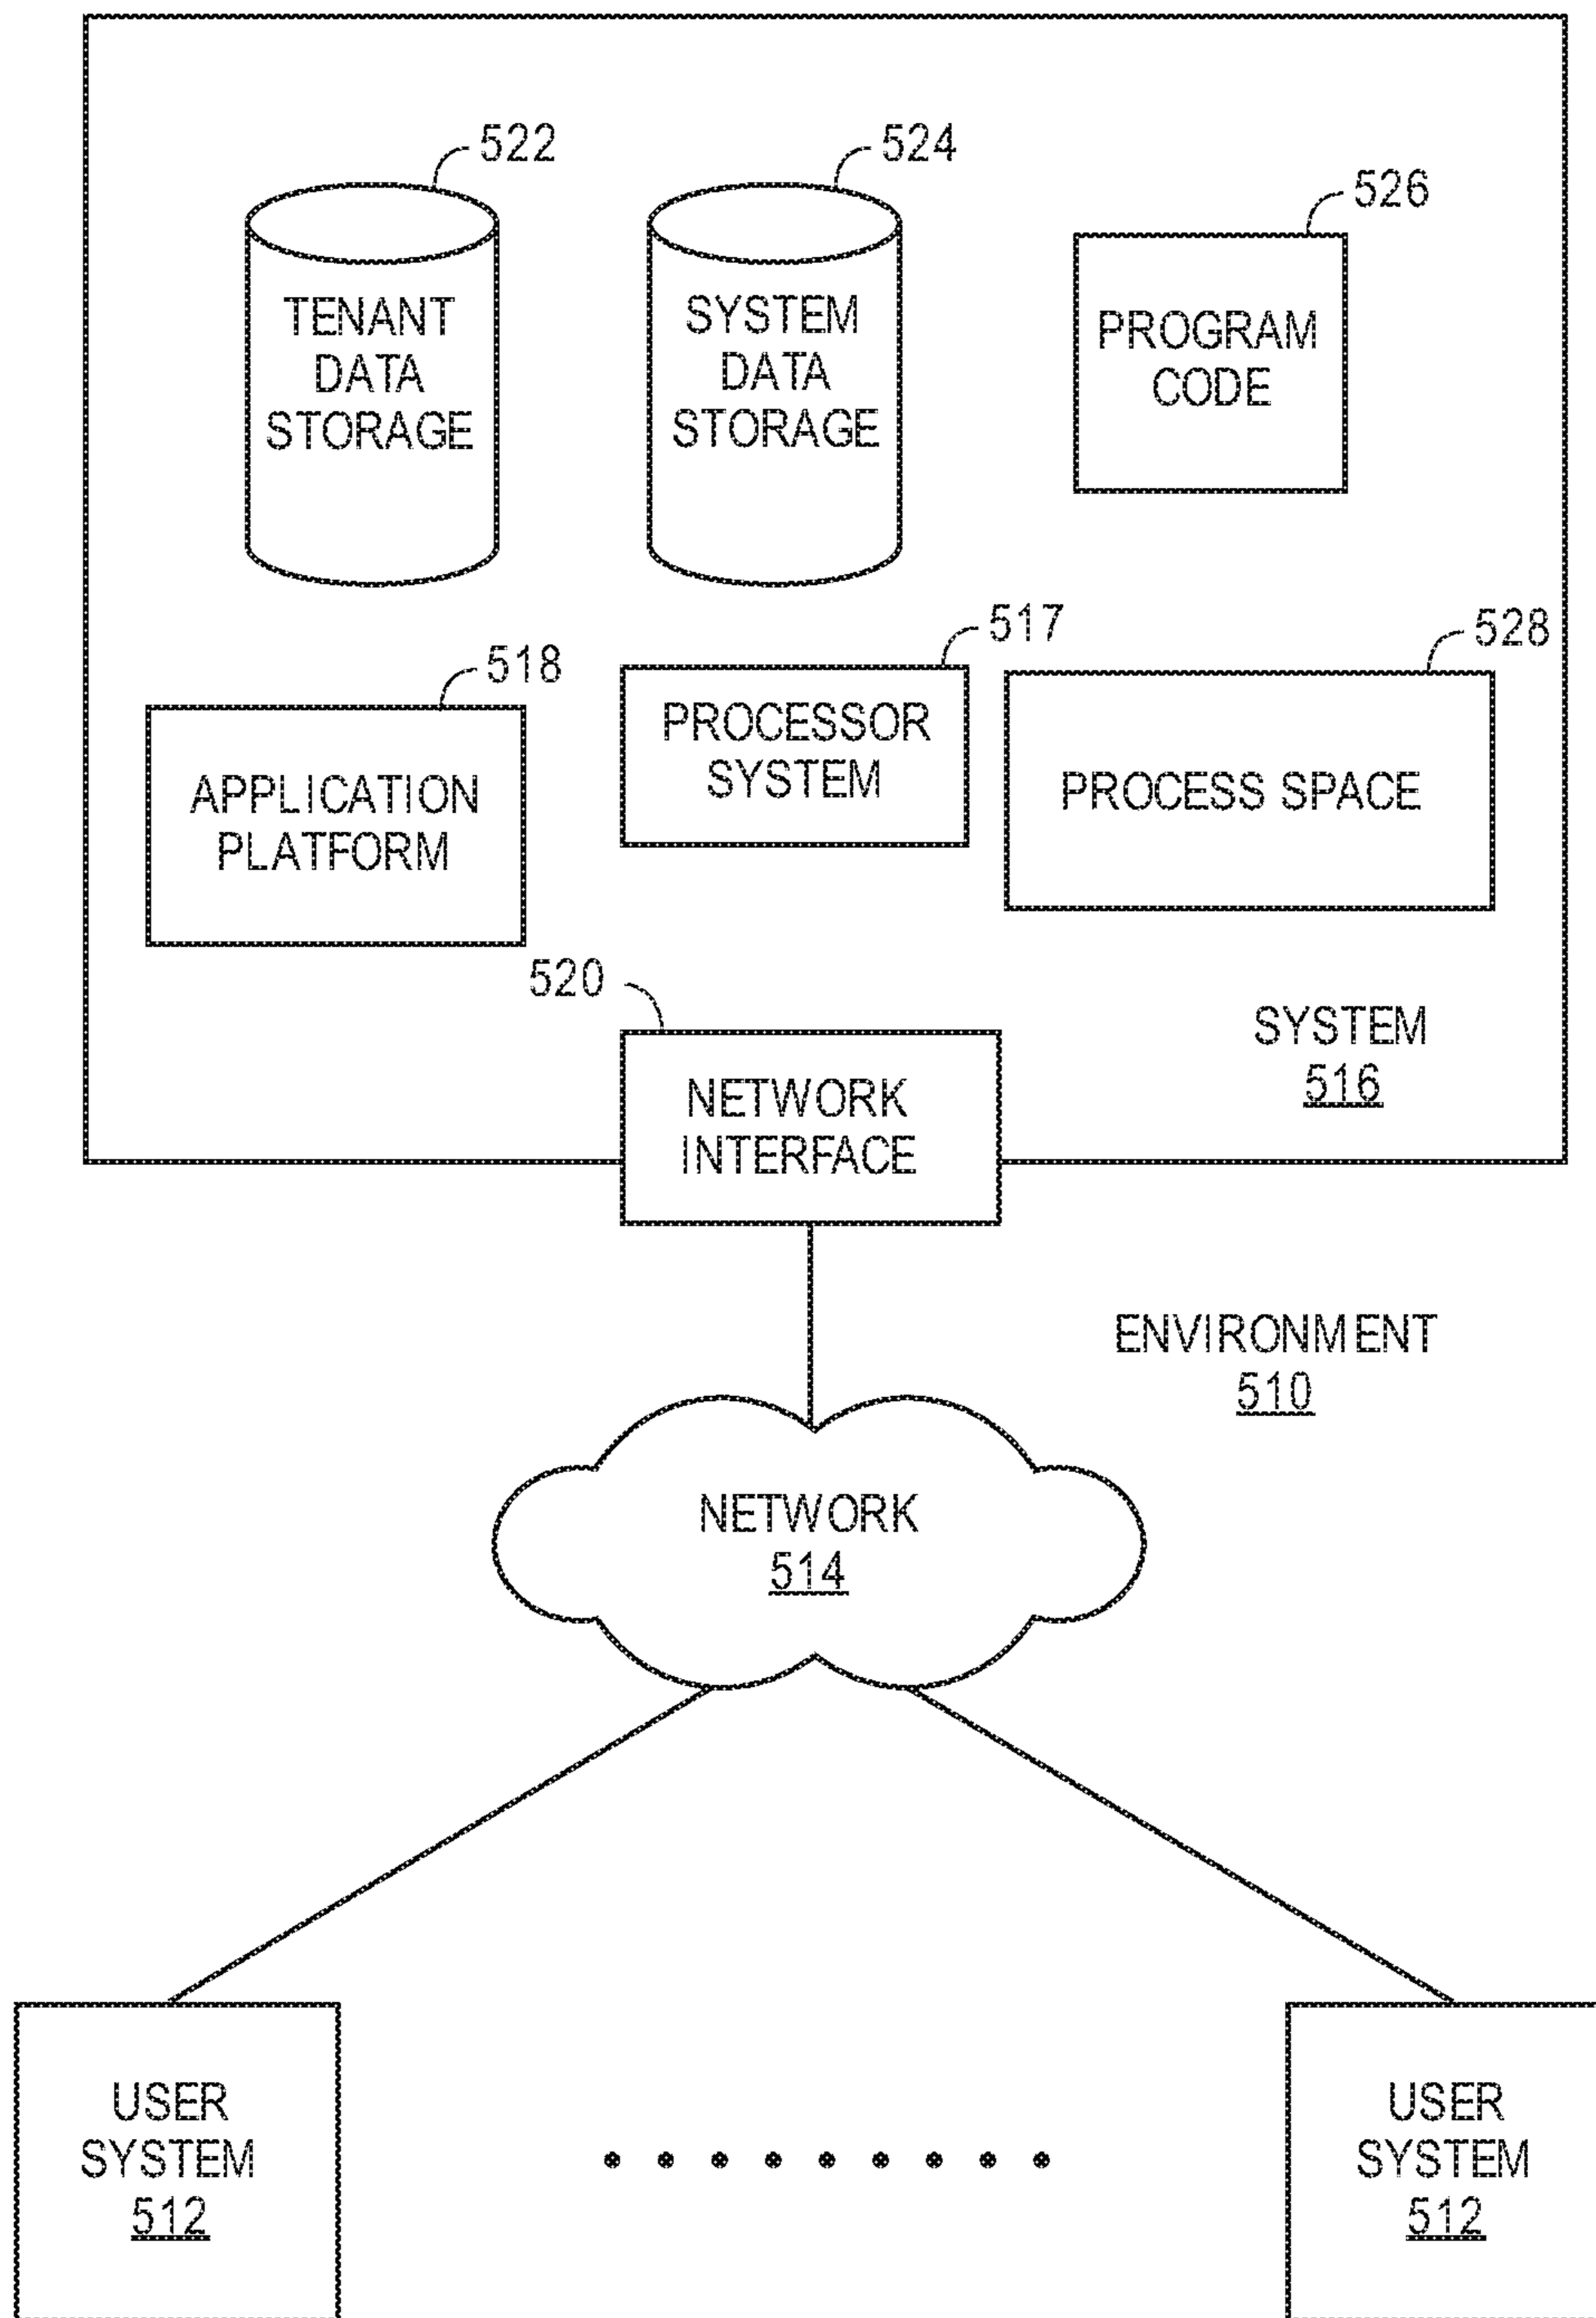 522
524
526
TENANT
DATA
STORAGE
SYSTEM
DATA
STORAGE
PROGRAM
CODE
518
517
528
APPLICATION
PLATFORM
PROCESSOR
SYSTEM
PROCESS SPACE
520
NETWORK
INTERFACE
SYSTEM
516
ENVIRONMENT
510
NETWORK
514
USER
SYSTEM
512
USER
SYSTEM
512